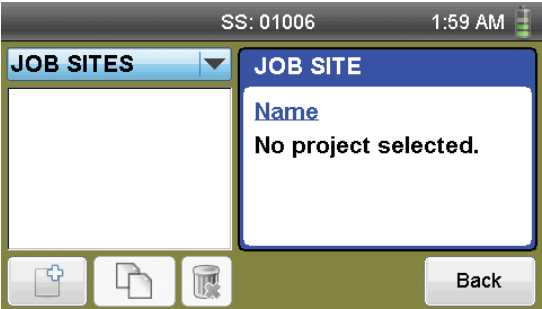 SS: 01006 1:59 AM
JOB SITES
JOB SITE
Name
No project selected.
Back